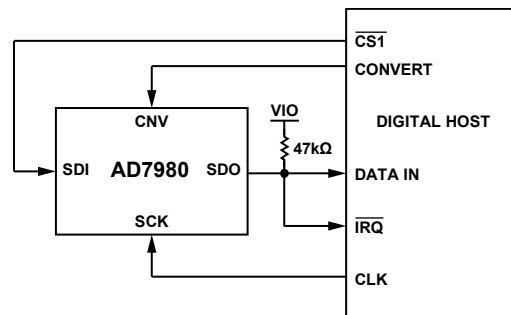 CS1
CONVERT
CNV
VIO
DIGITAL HOST
47kΩ
SDI
AD7980
SDO
DATA IN
SCK
IRQ
CLK